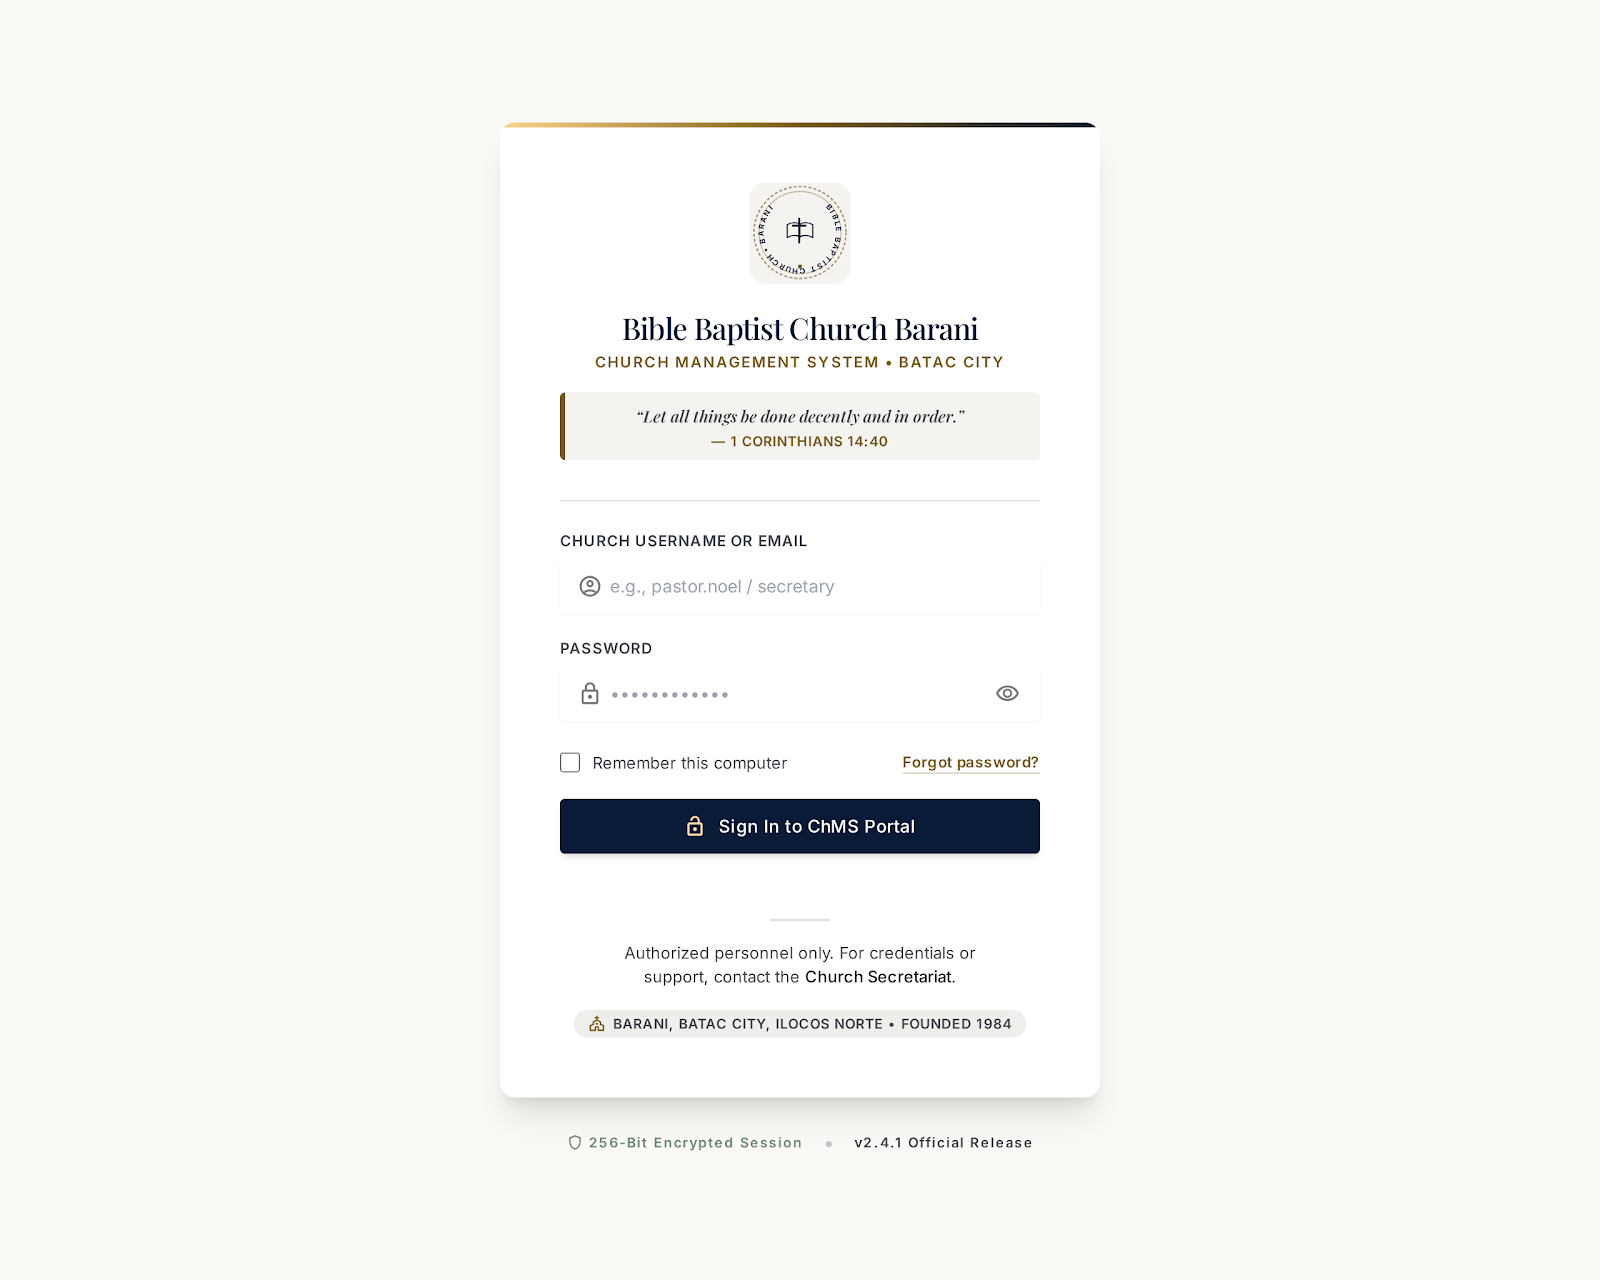 BIBLE BAPTIST CHURCH • BARANI
Bible Baptist Church Barani
CHURCH MANAGEMENT SYSTEM • BATAC CITY
“Let all things be done decently and in order.”
— 1 CORINTHIANS 14:40
CHURCH USERNAME OR EMAIL
e.g., pastor.noel / secretary
PASSWORD
••••••••••••
Remember this computer
Forgot password?
Sign In to ChMS Portal
Authorized personnel only. For credentials or
support, contact the Church Secretariat.
BARANI, BATAC CITY, ILOCOS NORTE • FOUNDED 1984
256-Bit Encrypted Session • v2.4.1 Official Release